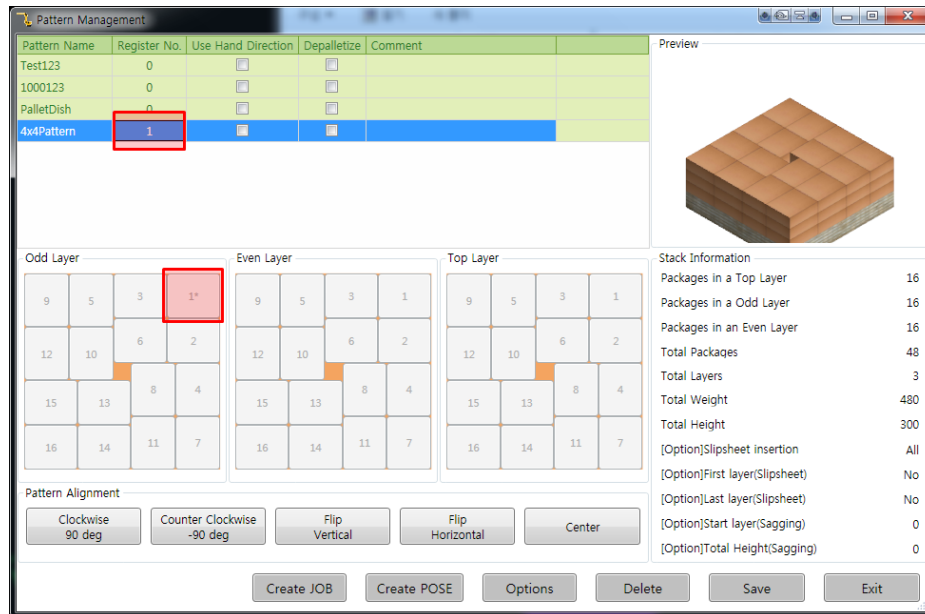 Pattern Management
Pattern Name Register No. Use Hand Direction Depalletize Comment
Test123 0
1000123 0
PalletDish 0
4x4Pattern 1
Preview
Odd Layer
9 5 3 1*
12 10 6 2
15 13 8 4
16 14 11 7
Even Layer
9 5 3 1
12 10 6 2
15 13 8 4
16 14 11 7
Top Layer
9 5 3 1
12 10 6 2
15 13 8 4
16 14 11 7
Stack Information
Packages in a Top Layer 16
Packages in a Odd Layer 16
Packages in an Even Layer 16
Total Packages 48
Total Layers 3
Total Weight 480
Total Height 300
[Option]Slipsheet insertion All
[Option]First layer(Slipsheet) No
[Option]Last layer(Slipsheet) No
[Option]Start layer(Sagging) 0
[Option]Total Height(Sagging) 0
Pattern Alignment
Clockwise
90 deg
Counter Clockwise
-90 deg
Flip
Vertical
Flip
Horizontal
Center
Create JOB Create POSE Options Delete Save Exit